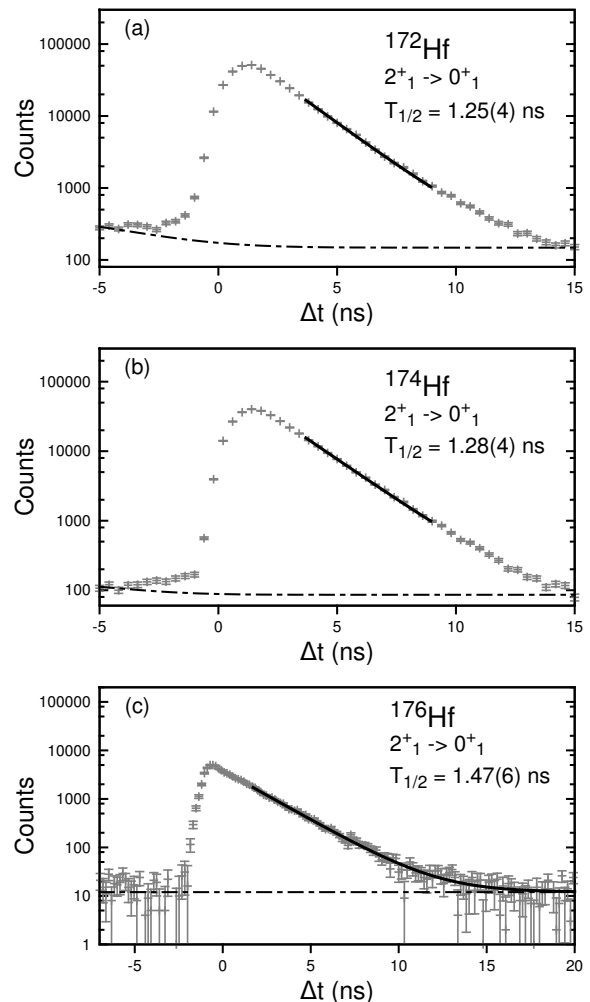 (a)
¹⁷²Hf
2⁺₁ -> 0⁺₁
T₁/₂ = 1.25(4) ns
100000
10000
1000
100
Counts
-5 0 5 10 15
Δt (ns)
(b)
¹⁷⁴Hf
2⁺₁ -> 0⁺₁
T₁/₂ = 1.28(4) ns
100000
10000
1000
100
Counts
-5 0 5 10 15
Δt (ns)
(c)
¹⁷⁶Hf
2⁺₁ -> 0⁺₁
T₁/₂ = 1.47(6) ns
100000
10000
1000
100
10
1
Counts
-5 0 5 10 15 20
Δt (ns)